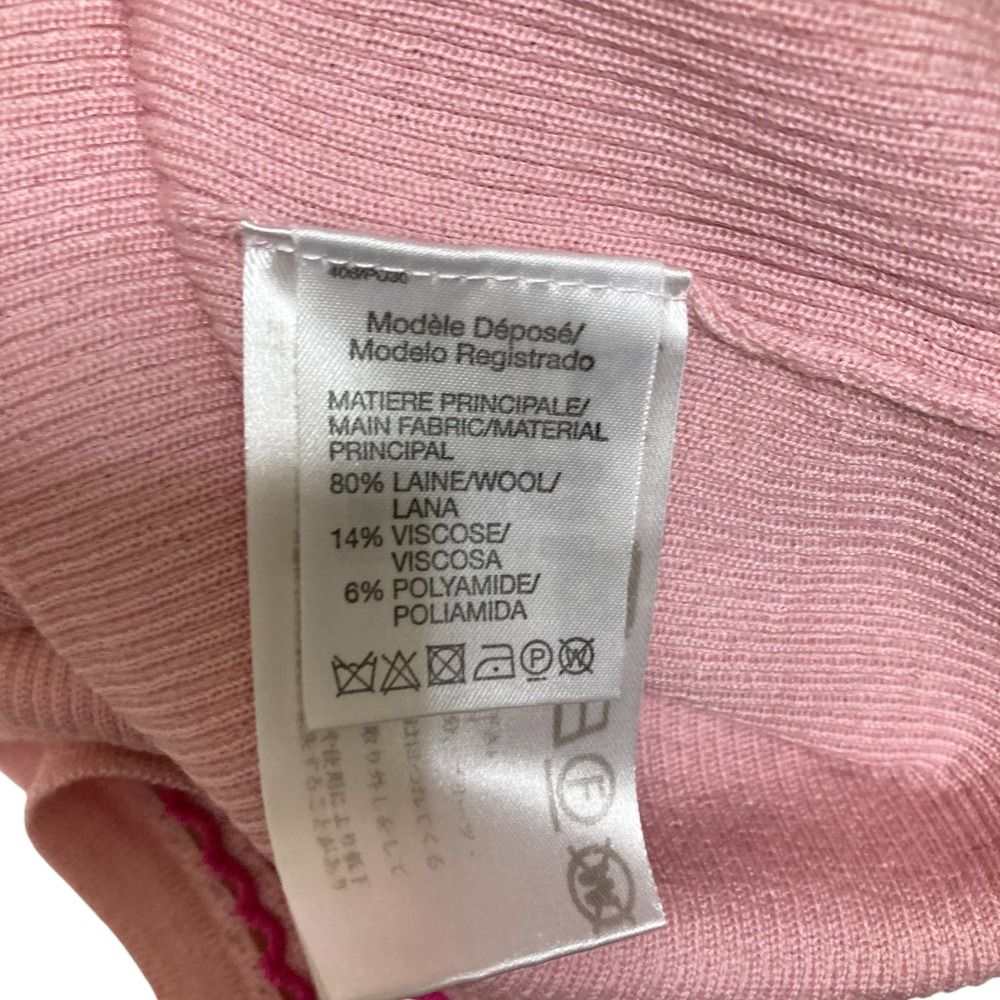 Modèle Déposé/
Modelo Registrado
MATIERE PRINCIPALE/
MAIN FABRIC/MATERIAL
PRINCIPAL
80% LAINE/WOOL/
LANA
14% VISCOSE/
VISCOSA
6% POLYAMIDE/
POLIAMIDA
P
W
F